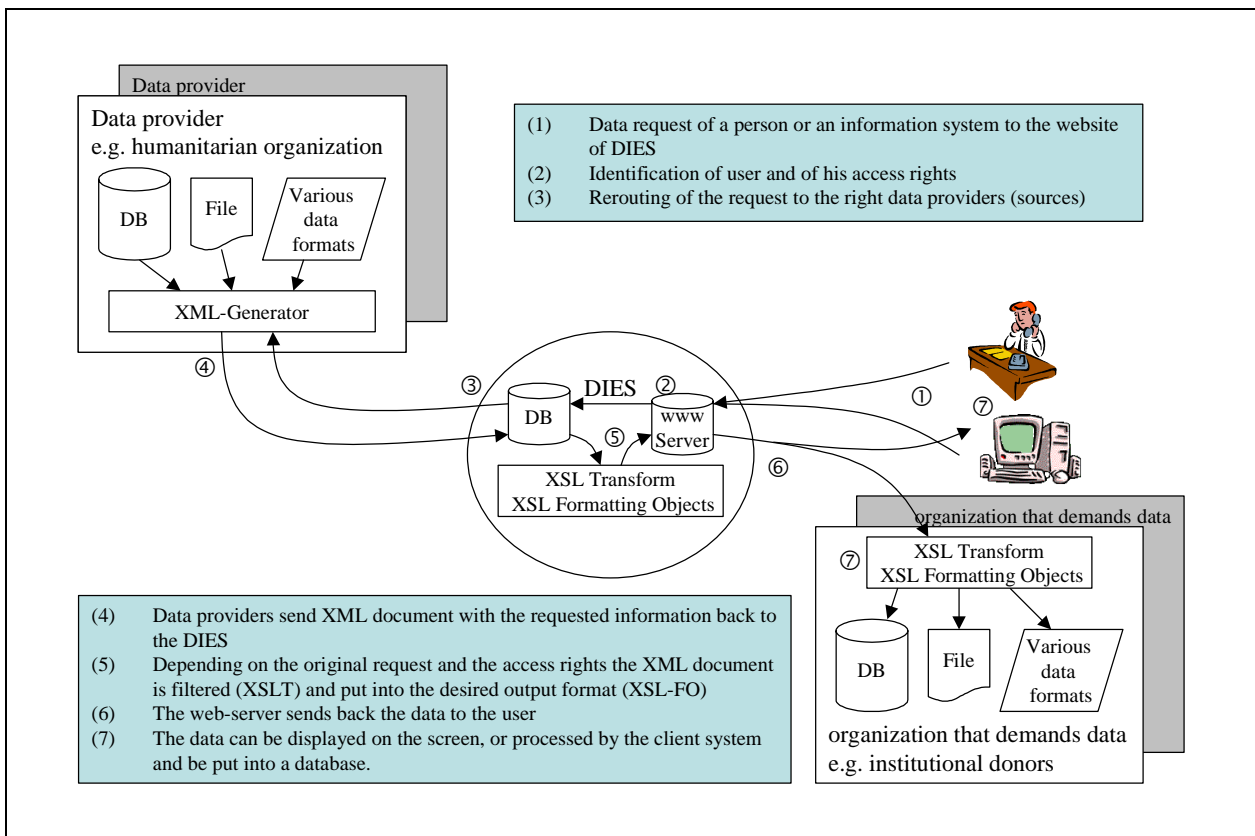 Data provider
Data provider
e.g. humanitarian organization
DB
File
Various
data
formats
XML-Generator
(1) Data request of a person or an information system to the website
of DIES
(2) Identification of user and of his access rights
(3) Rerouting of the request to the right data providers (sources)
④
③
DIES
②
DB
www
Server
⑤
XSL Transform
XSL Formatting Objects
①
⑦
⑥
organization that demands data
⑦
XSL Transform
XSL Formatting Objects
DB
File
Various
data
formats
organization that demands data
e.g. institutional donors
(4) Data providers send XML document with the requested information back to
the DIES
(5) Depending on the original request and the access rights the XML document
is filtered (XSLT) and put into the desired output format (XSL-FO)
(6) The web-server sends back the data to the user
(7) The data can be displayed on the screen, or processed by the client system
and be put into a database.